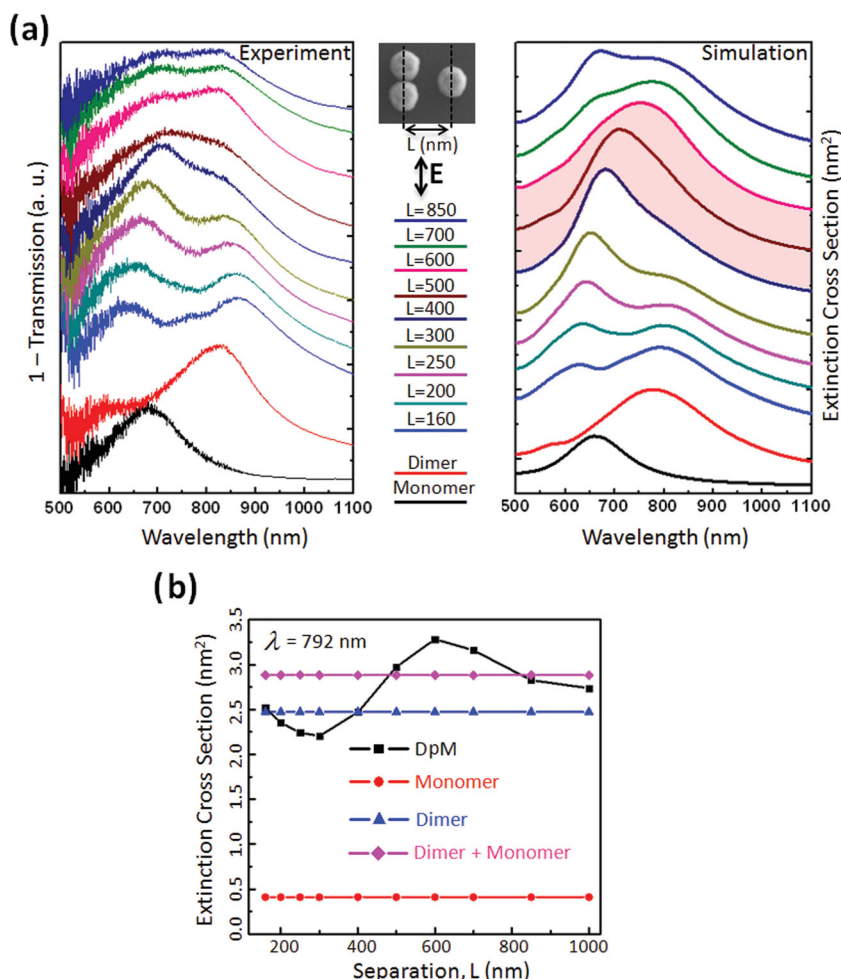 (a)
Experiment
1 – Transmission (a. u.)
500 600 700 800 900 1000 1100
Wavelength (nm)
L (nm)
E
L=850
L=700
L=600
L=500
L=400
L=300
L=250
L=200
L=160
Dimer
Monomer
Simulation
Extinction Cross Section (nm²)
500 600 700 800 900 1000 1100
Wavelength (nm)
(b)
λ = 792 nm
Extinction Cross Section (nm²)
3.5
3.0
2.5
2.0
1.5
1.0
0.5
0.0
DpM
Monomer
Dimer
Dimer + Monomer
200 400 600 800 1000
Separation, L (nm)